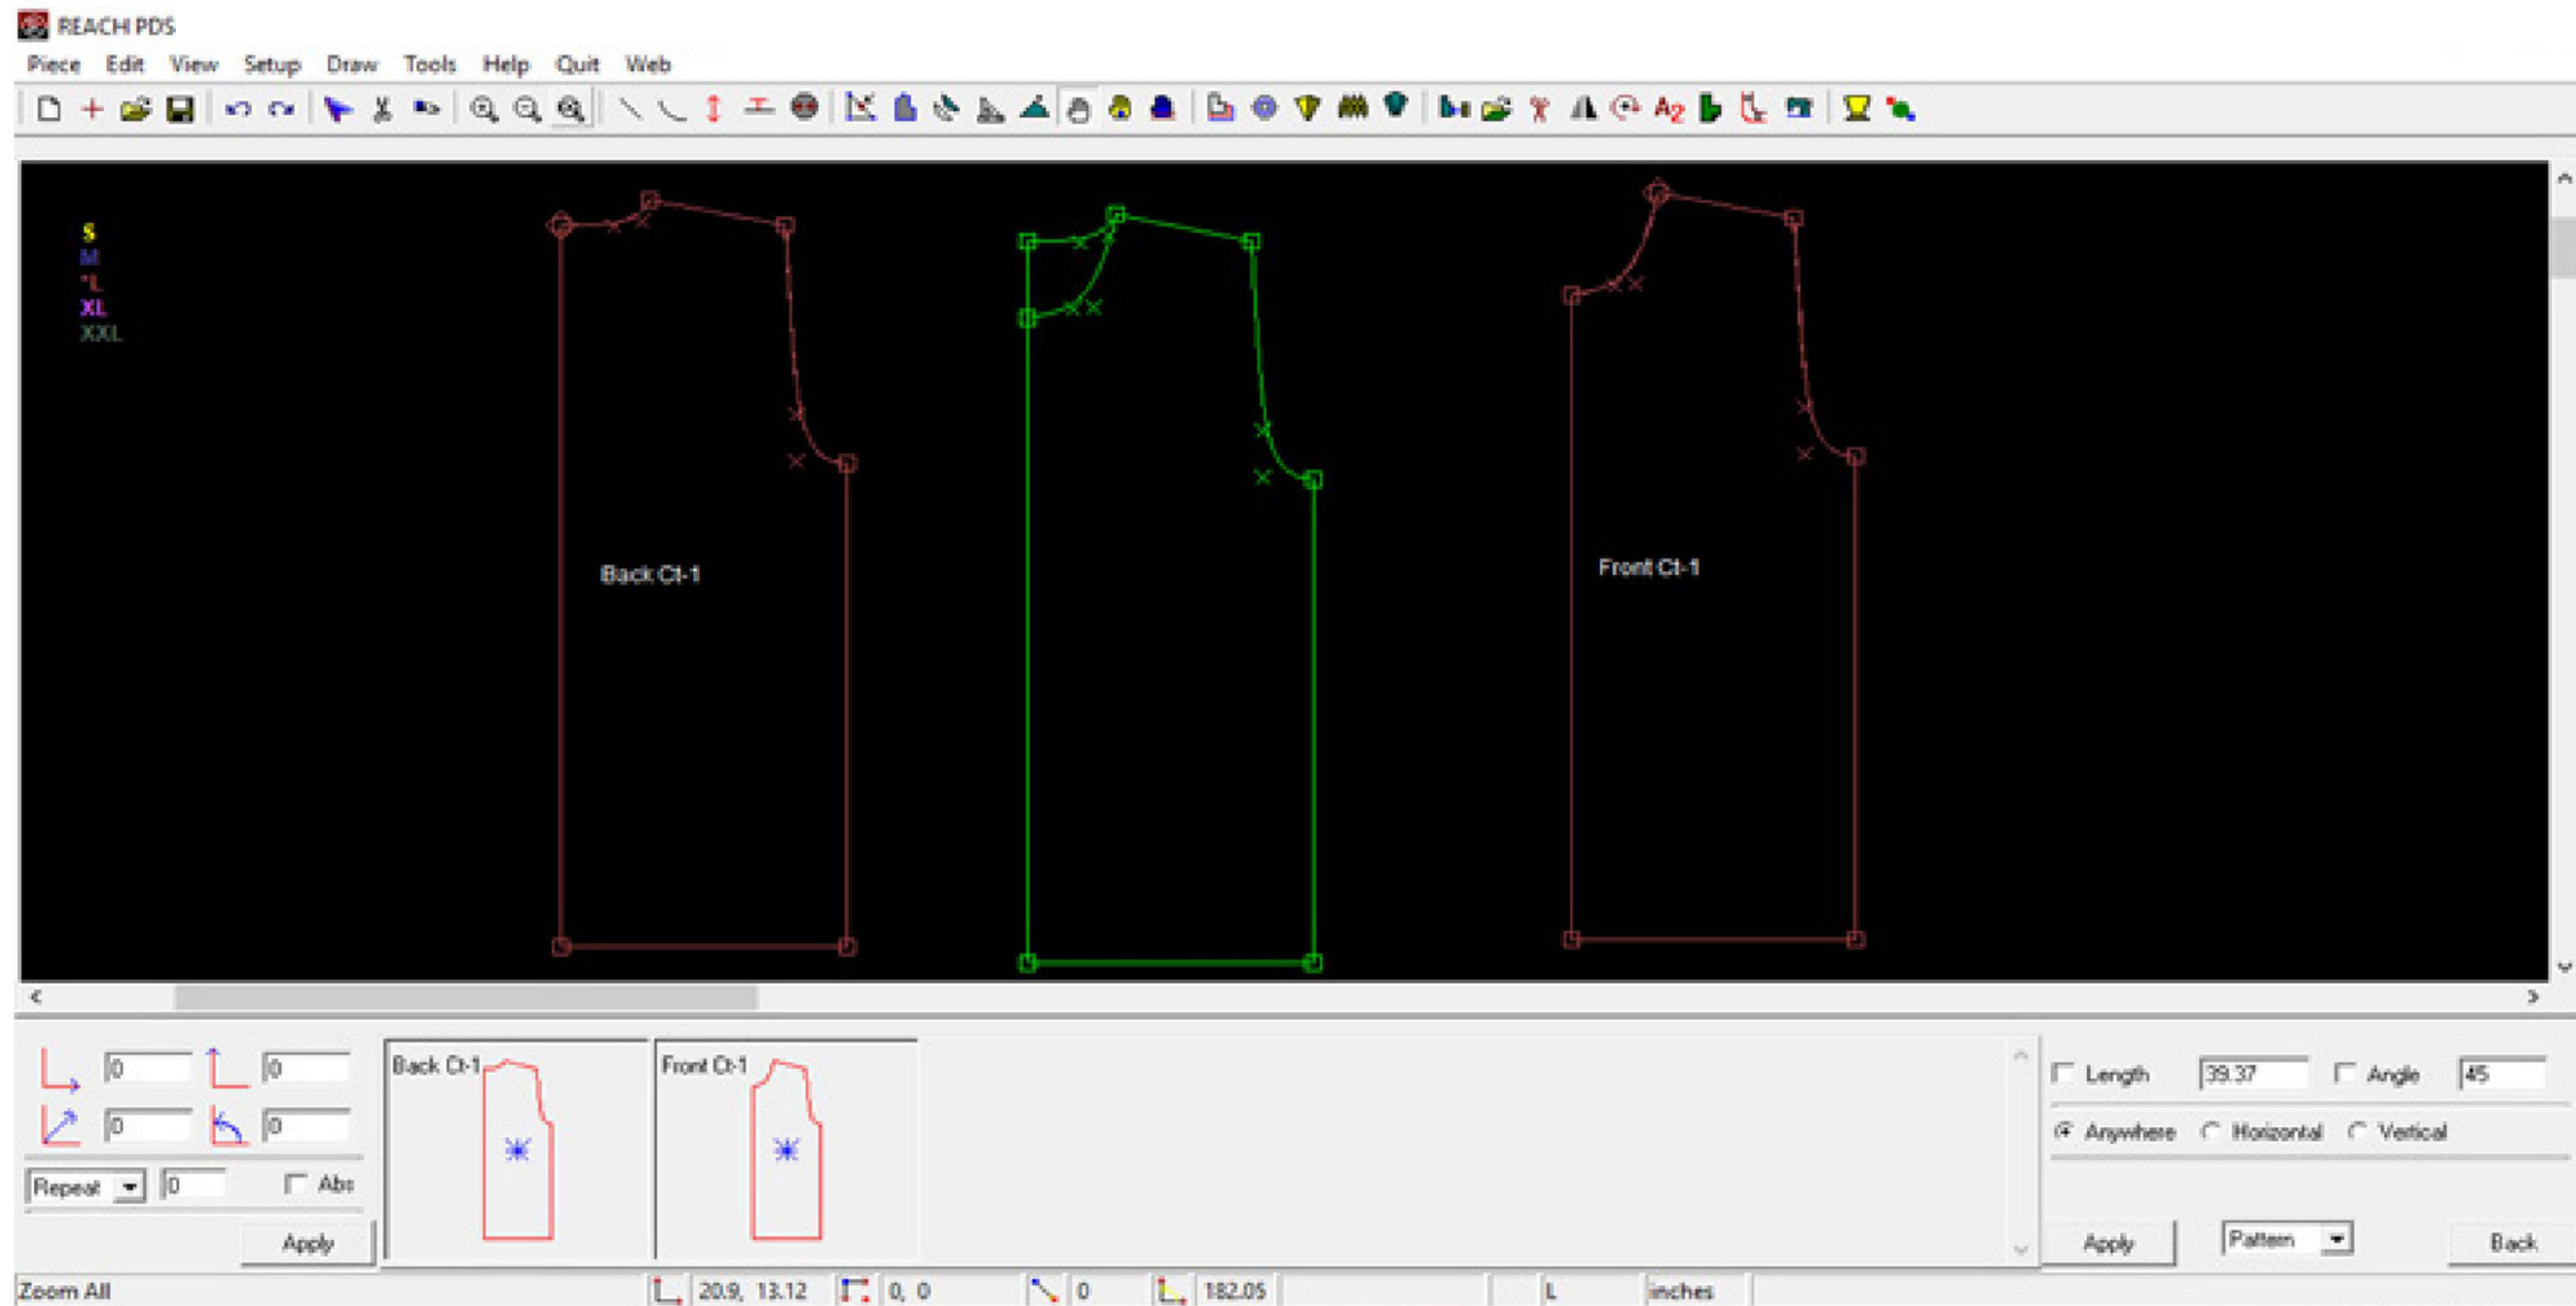 REACH PDS
Piece Edit View Setup Draw Tools Help Quit Web
S
M
*L
XL
XXL
Back Ct-1
Front Ct-1
0 0
0 0
Repeat 0 Abs
Apply
Back Ct-1
Front Ct-1
Length 39.37 Angle 45
Anywhere Horizontal Vertical
Apply Pattern Back
Zoom All 20.9, 13.12 0, 0 0 182.05 L inches